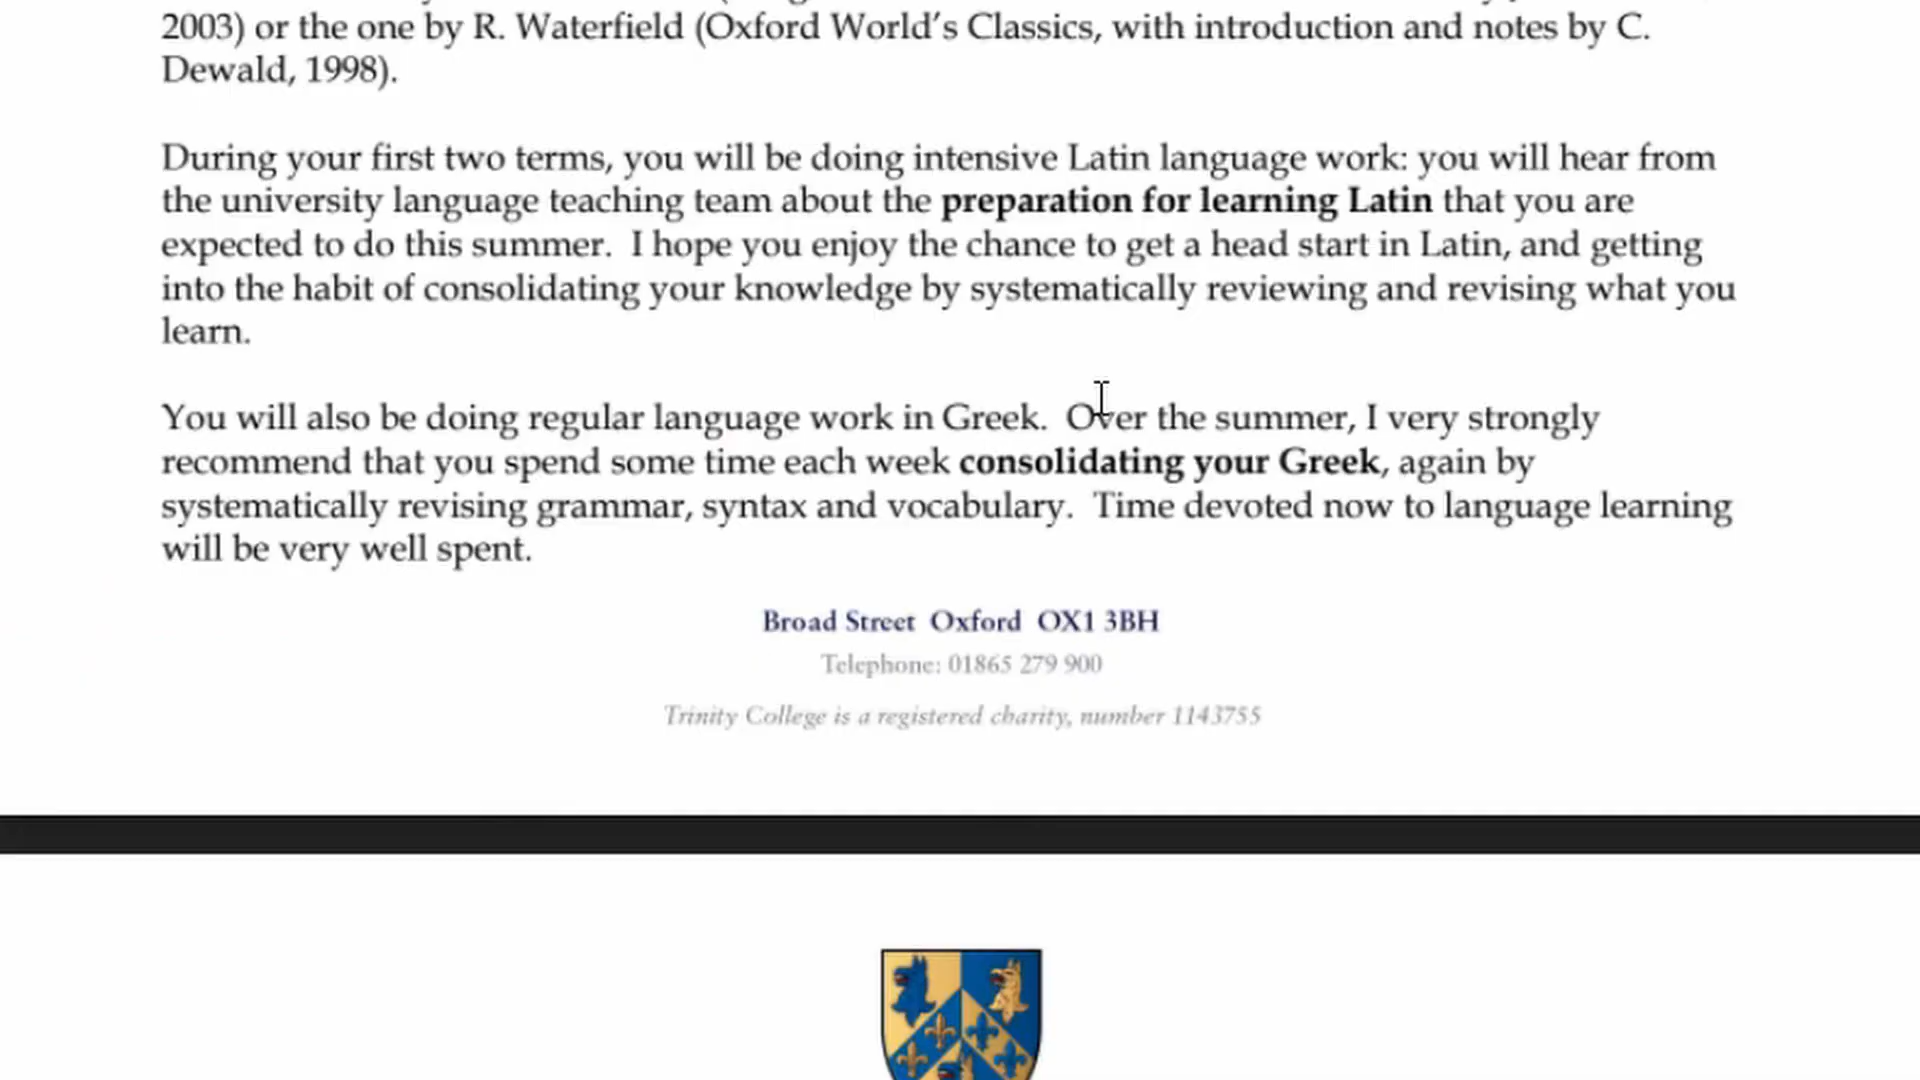 2003) or the one by R. Waterfield (Oxford World's Classics, with introduction and notes by C.
Dewald, 1998).
During your first two terms, you will be doing intensive Latin language work: you will hear from
the university language teaching team about the preparation for learning Latin that you are
expected to do this summer.  I hope you enjoy the chance to get a head start in Latin, and getting
into the habit of consolidating your knowledge by systematically reviewing and revising what you
learn.
You will also be doing regular language work in Greek.  Over the summer, I very strongly
recommend that you spend some time each week consolidating your Greek, again by
systematically revising grammar, syntax and vocabulary.  Time devoted now to language learning
will be very well spent.
Broad Street  Oxford  OX1 3BH
Telephone: 01865 279 900
Trinity College is a registered charity, number 1143755